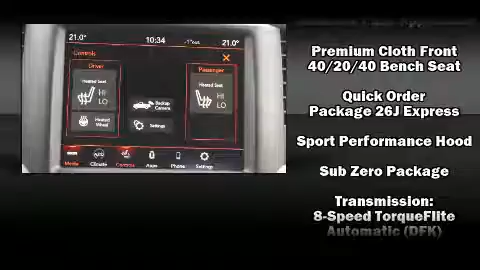 21.0° 10:34 -1°out 21.0°
Controls
Driver
Heated Seat
HI
LO
Heated Wheel
Backup Camera
Settings
Passenger
Heated Seat
HI
LO
Media Climate Controls Apps Phone Settings
Premium Cloth Front
40/20/40 Bench Seat
Quick Order
Package 26J Express
Sport Performance Hood
Sub Zero Package
Transmission:
8-Speed TorqueFlite
Automatic (DFK)